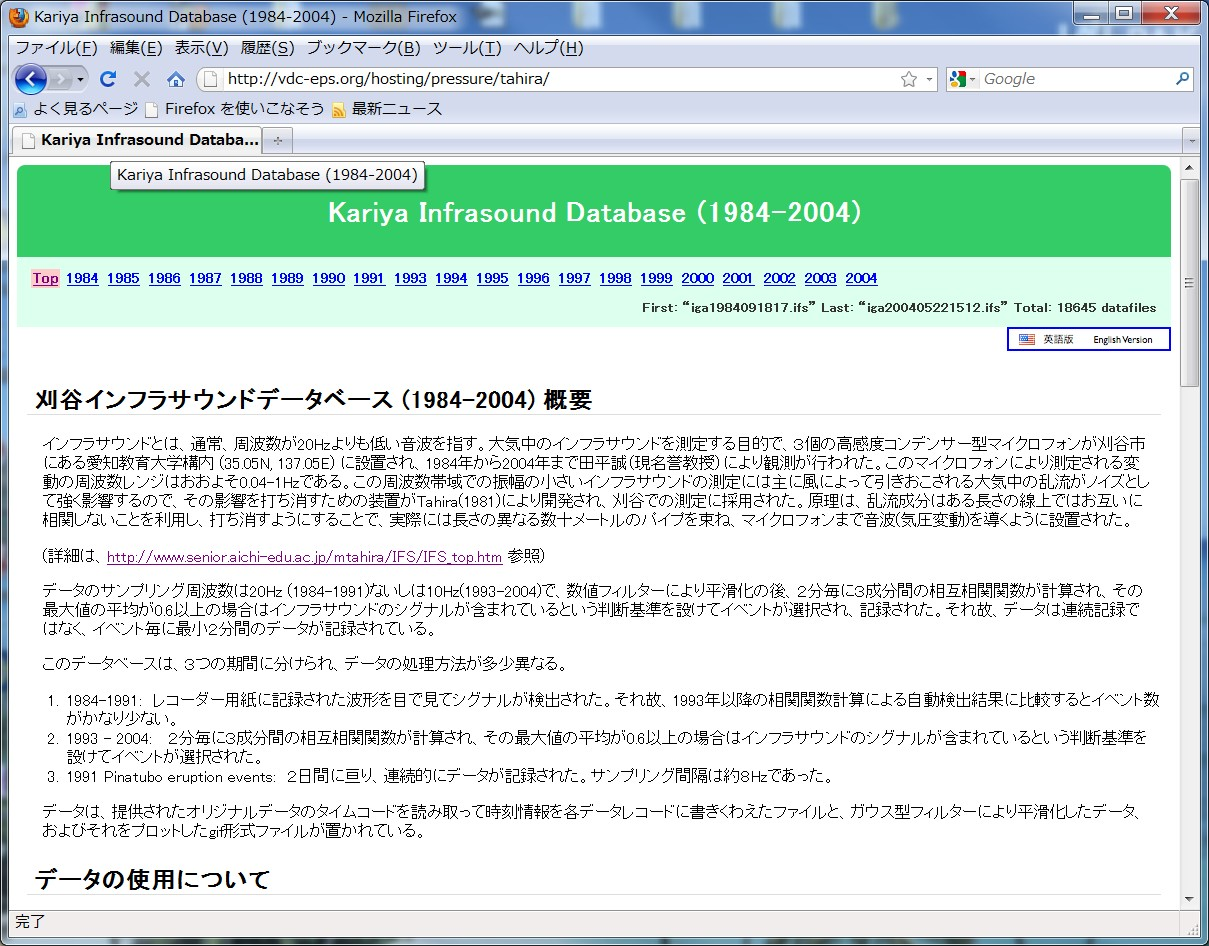 Kariya Infrasound Database (1984-2004) - Mozilla Firefox
ファイル(F) 編集(E) 表示(V) 履歴(S) ブックマーク(B) ツール(T) ヘルプ(H)
http://vdc-eps.org/hosting/pressure/tahira/
Google
よく見るページ Firefox を使いこなそう 最新ニュース
Kariya Infrasound Databa...
Kariya Infrasound Database (1984-2004)
Kariya Infrasound Database (1984-2004)
Top 1984 1985 1986 1987 1988 1989 1990 1991 1993 1994 1995 1996 1997 1998 1999 2000 2001 2002 2003 2004
First: “iga1984091817.ifs” Last: “iga200405221512.ifs” Total: 18645 datafiles
英語版 English Version
刈谷インフラサウンドデータベース (1984-2004) 概要
インフラサウンドとは、通常、周波数が20Hzよりも低い音波を指す。大気中のインフラサウンドを測定する目的で、３個の高感度コンデンサー型マイクロフォンが刈谷市
にある愛知教育大学構内 (35.05N, 137.05E) に設置され、1984年から2004年まで田平誠(現名誉教授) により観測が行われた。このマイクロフォンにより測定される変
動の周波数レンジはおおよそ0.04-1Hzである。この周波数帯域での振幅の小さいインフラサウンドの測定には主に風によって引きおこされる大気中の乱流がノイズとし
て強く影響するので、その影響を打ち消すための装置がTahira(1981)により開発され、刈谷での測定に採用された。原理は、乱流成分はある長さの線上ではお互いに
相関しないことを利用し、打ち消すようにすることで、実際には長さの異なる数十メートルのパイプを束ね、マイクロフォンまで音波(気圧変動)を導くように設置された。
(詳細は、http://www.senior.aichi-edu.ac.jp/mtahira/IFS/IFS_top.htm 参照)
データのサンプリング周波数は20Hz (1984-1991)ないしは10Hz(1993-2004)で、数値フィルターにより平滑化の後、２分毎に３成分間の相互相関関数が計算され、その
最大値の平均が0.6以上の場合はインフラサウンドのシグナルが含まれているという判断基準を設けてイベントが選択され、記録された。それ故、データは連続記録で
はなく、イベント毎に最小２分間のデータが記録されている。
このデータベースは、３つの期間に分けられ、データの処理方法が多少異なる。
1. 1984-1991: レコーダー用紙に記録された波形を目で見てシグナルが検出された。それ故、1993年以降の相関関数計算による自動検出結果に比較するとイベント数
がかなり少ない。
2. 1993 - 2004: ２分毎に３成分間の相互相関関数が計算され、その最大値の平均が0.6以上の場合はインフラサウンドのシグナルが含まれているという判断基準を
設けてイベントが選択された。
3. 1991 Pinatubo eruption events: ２日間に亘り、連続的にデータが記録された。サンプリング間隔は約8Hzであった。
データは、提供されたオリジナルデータのタイムコードを読み取って時刻情報を各データレコードに書きくわえたファイルと、ガウス型フィルターにより平滑化したデータ、
およびそれをプロットしたgif形式ファイルが置かれている。
データの使用について
完了